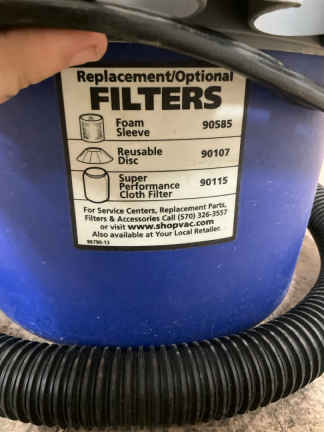 Replacement/Optional
FILTERS
Foam
Sleeve 90585
Reusable
Disc 90107
Super
Performance 90115
Cloth Filter
For Service Centers, Replacement Parts,
Filters & Accessories Call (570) 326-3557
or visit www.shopvac.com
Also available at Your Local Retailer.